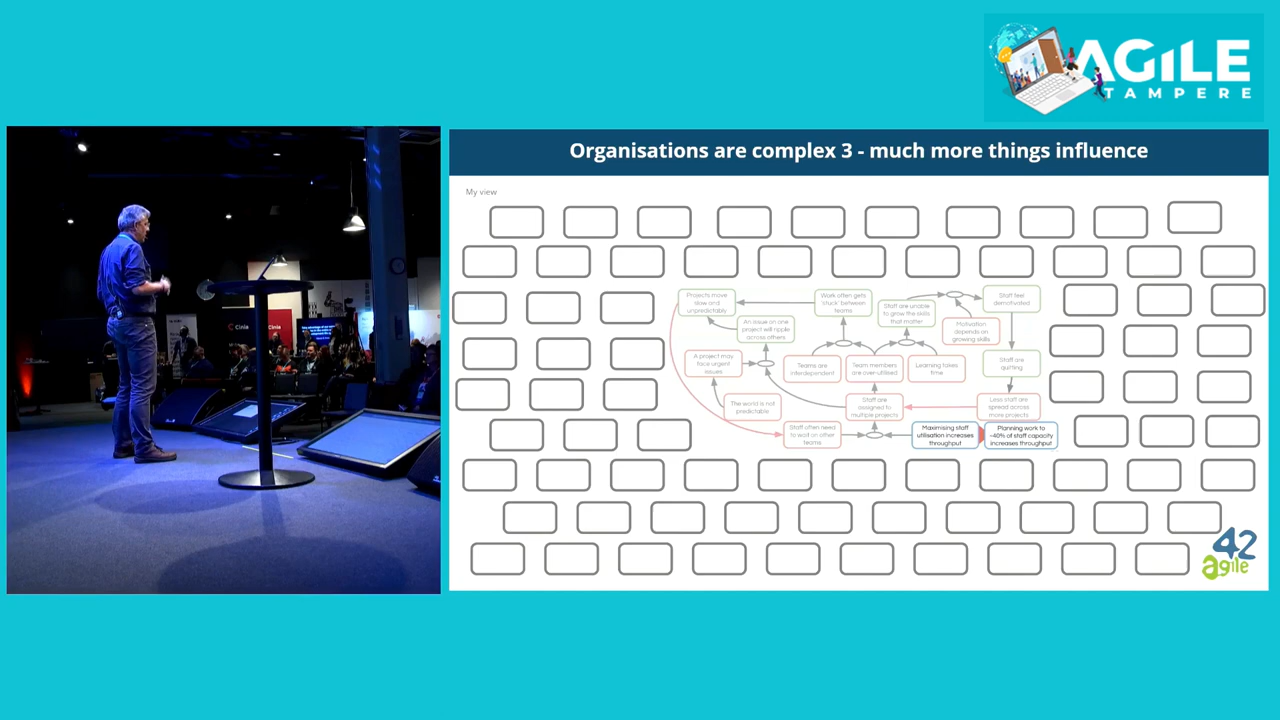 AGILE
TAMPERE
Organisations are complex 3 - much more things influence
My view
Projects move
slow and
unpredictably
Work often gets
'stuck' between
teams
Staff are unable
to grow the skills
that matter
Staff feel
demotivated
An issue on one
project will ripple
across others
Motivation
depends on
growing skills
A project may
face urgent
issues
Teams are
interdependent
Team members
are over-utilised
Learning takes
time
Staff are
quitting
The world is not
predictable
Staff are
assigned to
multiple projects
Less staff are
spread across
more projects
Staff often need
to wait on other
teams
Maximising staff
utilisation increases
throughput
Planning work to
~40% of staff capacity
increases throughput
Cinia
Cinia
42
agile